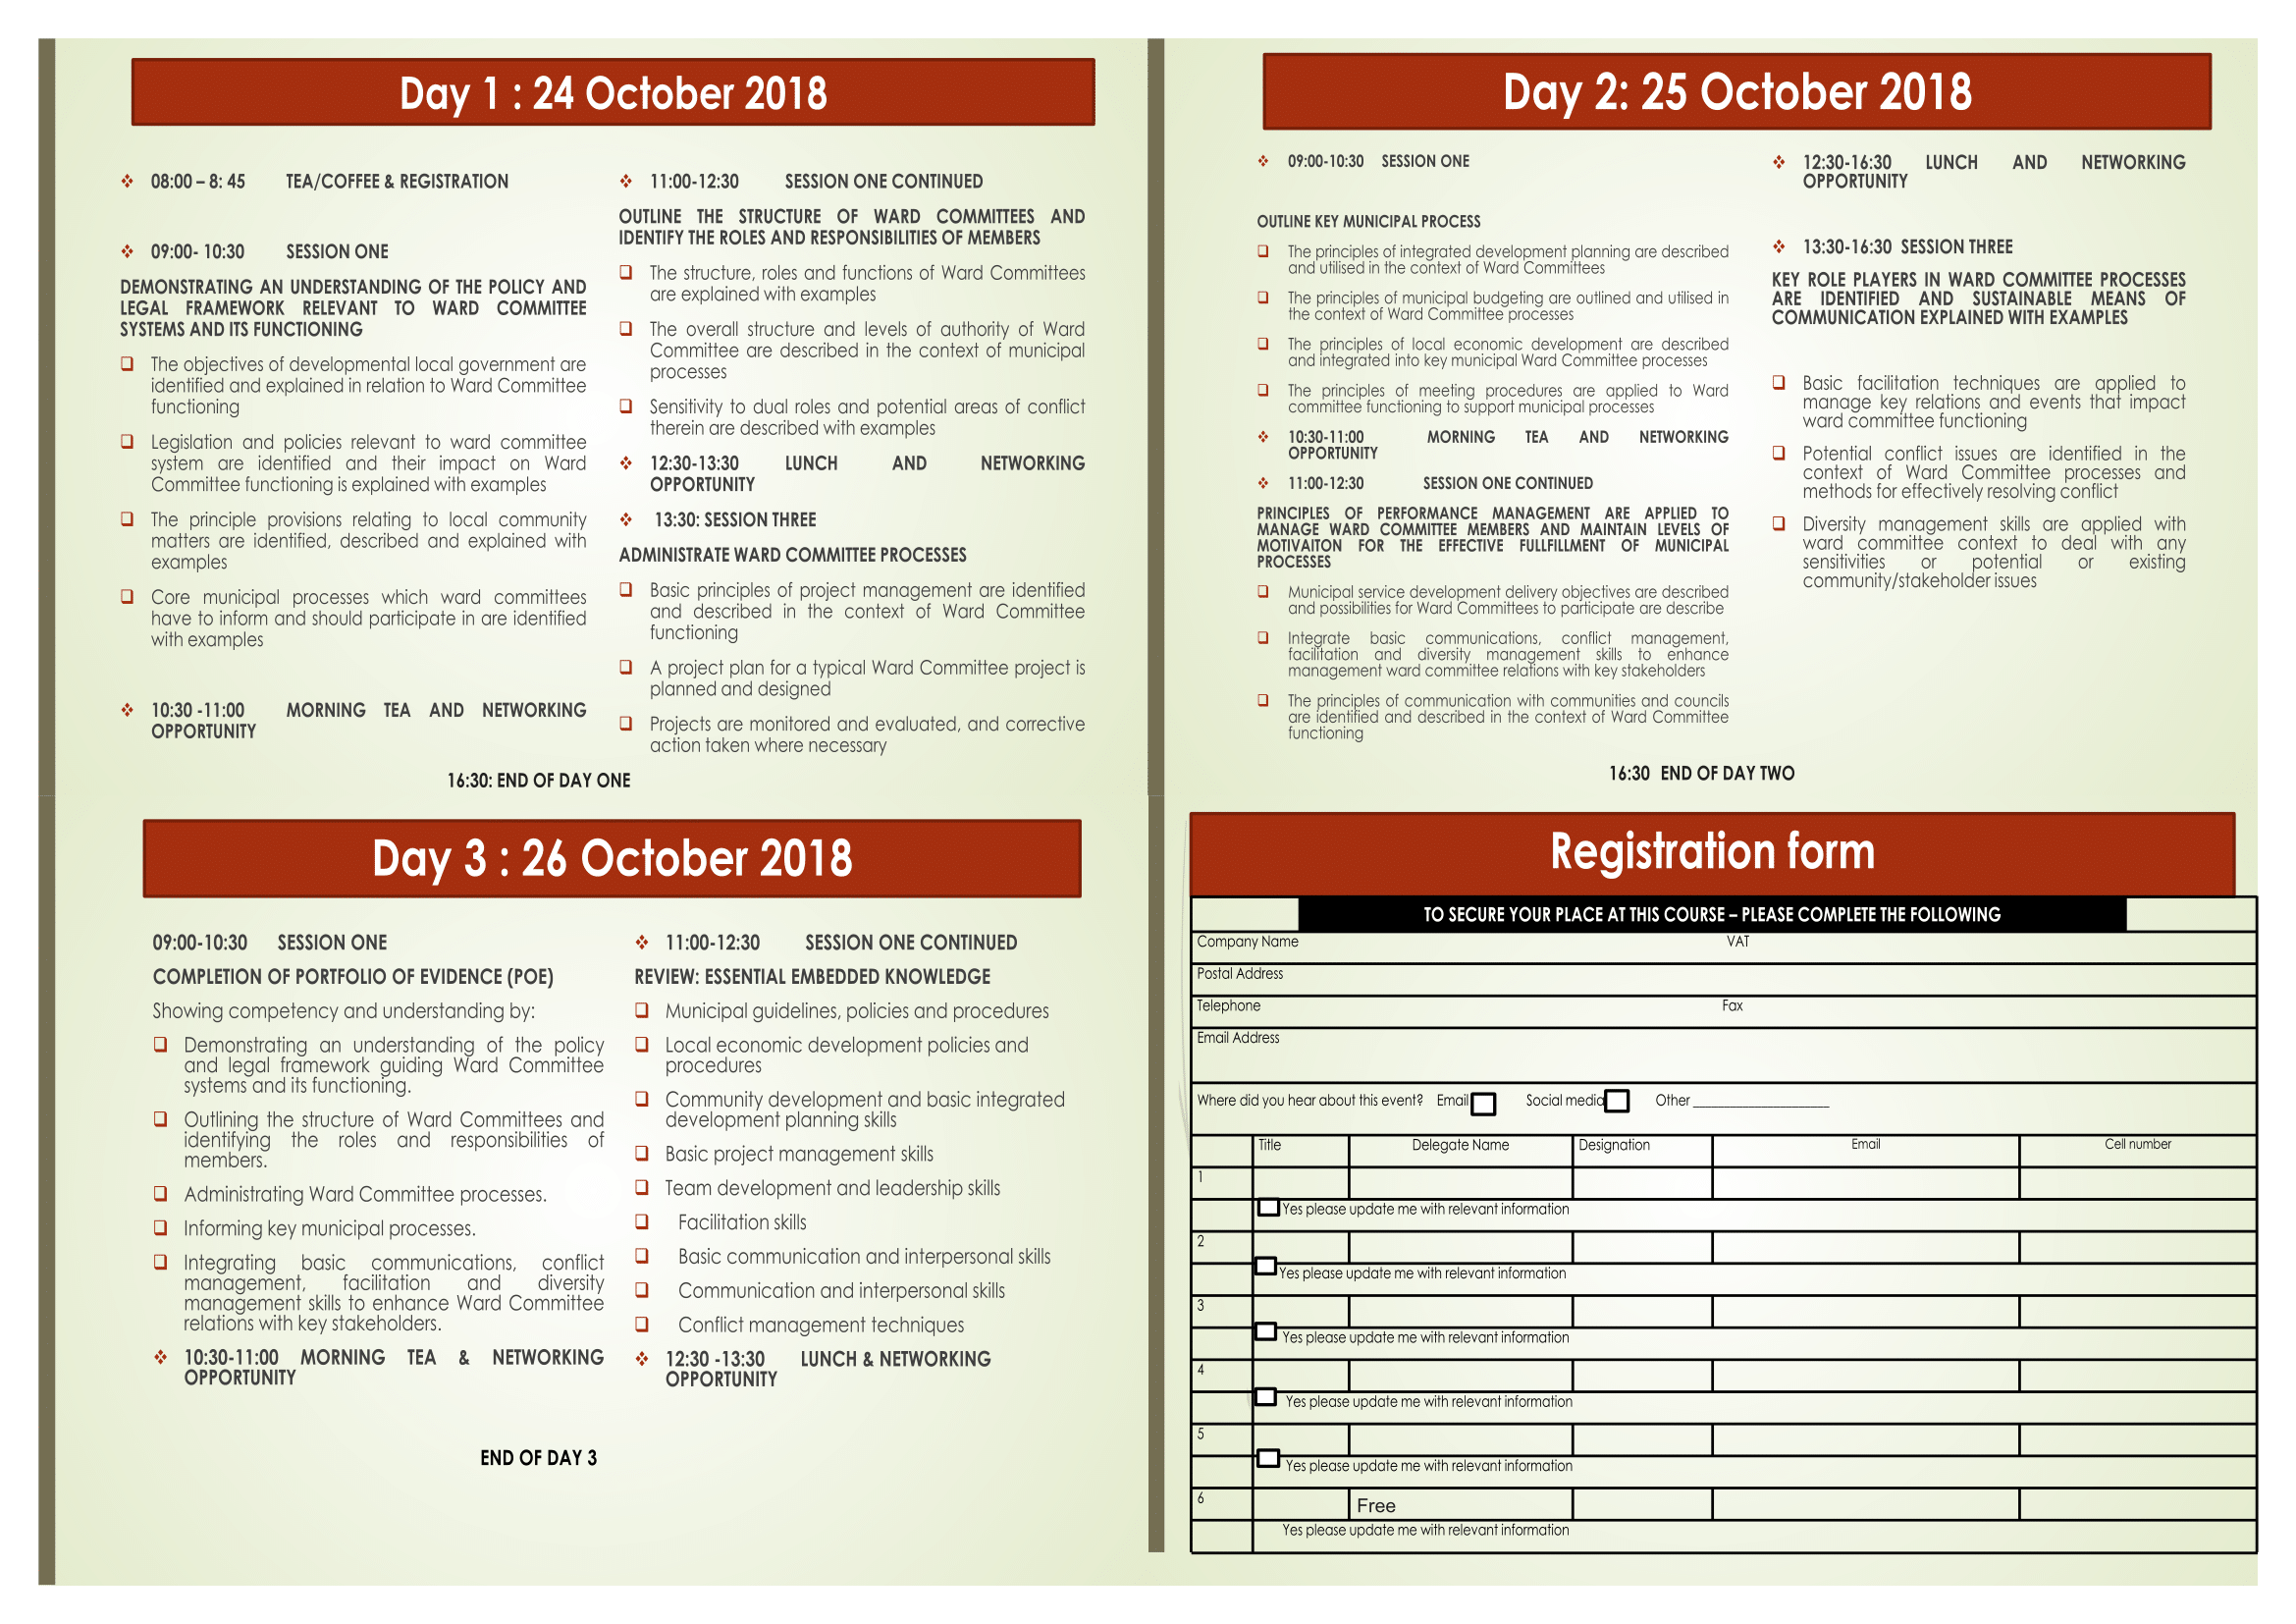 Day 1 : 24 October 2018
08:00 – 8: 45 TEA/COFFEE & REGISTRATION
09:00- 10:30 SESSION ONE
DEMONSTRATING AN UNDERSTANDING OF THE POLICY AND
LEGAL FRAMEWORK RELEVANT TO WARD COMMITTEE
SYSTEMS AND ITS FUNCTIONING
The objectives of developmental local government are
identified and explained in relation to Ward Committee
functioning
Legislation and policies relevant to ward committee
system are identified and their impact on Ward
Committee functioning is explained with examples
The principle provisions relating to local community
matters are identified, described and explained with
examples
Core municipal processes which ward committees
have to inform and should participate in are identified
with examples
10:30 -11:00 MORNING TEA AND NETWORKING
OPPORTUNITY
11:00-12:30 SESSION ONE CONTINUED
OUTLINE THE STRUCTURE OF WARD COMMITTEES AND
IDENTIFY THE ROLES AND RESPONSIBILITIES OF MEMBERS
The structure, roles and functions of Ward Committees
are explained with examples
The overall structure and levels of authority of Ward
Committee are described in the context of municipal
processes
Sensitivity to dual roles and potential areas of conflict
therein are described with examples
12:30-13:30 LUNCH AND NETWORKING
OPPORTUNITY
13:30: SESSION THREE
ADMINISTRATE WARD COMMITTEE PROCESSES
Basic principles of project management are identified
and described in the context of Ward Committee
functioning
A project plan for a typical Ward Committee project is
planned and designed
Projects are monitored and evaluated, and corrective
action taken where necessary
16:30: END OF DAY ONE
Day 2: 25 October 2018
09:00-10:30 SESSION ONE
OUTLINE KEY MUNICIPAL PROCESS
The principles of integrated development planning are described
and utilised in the context of Ward Committees
The principles of municipal budgeting are outlined and utilised in
the context of Ward Committee processes
The principles of local economic development are described
and integrated into key municipal Ward Committee processes
The principles of meeting procedures are applied to Ward
committee functioning to support municipal processes
10:30-11:00 MORNING TEA AND NETWORKING
OPPORTUNITY
11:00-12:30 SESSION ONE CONTINUED
PRINCIPLES OF PERFORMANCE MANAGEMENT ARE APPLIED TO
MANAGE WARD COMMITTEE MEMBERS AND MAINTAIN LEVELS OF
MOTIVAITON FOR THE EFFECTIVE FULLFILLMENT OF MUNICIPAL
PROCESSES
Municipal service development delivery objectives are described
and possibilities for Ward Committees to participate are describe
Integrate basic communications, conflict management,
facilitation and diversity management skills to enhance
management ward committee relations with key stakeholders
The principles of communication with communities and councils
are identified and described in the context of Ward Committee
functioning
12:30-16:30 LUNCH AND NETWORKING
OPPORTUNITY
13:30-16:30 SESSION THREE
KEY ROLE PLAYERS IN WARD COMMITTEE PROCESSES
ARE IDENTIFIED AND SUSTAINABLE MEANS OF
COMMUNICATION EXPLAINED WITH EXAMPLES
Basic facilitation techniques are applied to
manage key relations and events that impact
ward committee functioning
Potential conflict issues are identified in the
context of Ward Committee processes and
methods for effectively resolving conflict
Diversity management skills are applied with
ward committee context to deal with any
sensitivities or potential or existing
community/stakeholder issues
16:30 END OF DAY TWO
Day 3 : 26 October 2018
09:00-10:30 SESSION ONE
COMPLETION OF PORTFOLIO OF EVIDENCE (POE)
Showing competency and understanding by:
Demonstrating an understanding of the policy
and legal framework guiding Ward Committee
systems and its functioning.
Outlining the structure of Ward Committees and
identifying the roles and responsibilities of
members.
Administrating Ward Committee processes.
Informing key municipal processes.
Integrating basic communications, conflict
management, facilitation and diversity
management skills to enhance Ward Committee
relations with key stakeholders.
10:30-11:00 MORNING TEA & NETWORKING
OPPORTUNITY
11:00-12:30 SESSION ONE CONTINUED
REVIEW: ESSENTIAL EMBEDDED KNOWLEDGE
Municipal guidelines, policies and procedures
Local economic development policies and
procedures
Community development and basic integrated
development planning skills
Basic project management skills
Team development and leadership skills
Facilitation skills
Basic communication and interpersonal skills
Communication and interpersonal skills
Conflict management techniques
12:30 -13:30 LUNCH & NETWORKING
OPPORTUNITY
END OF DAY 3
Registration form
TO SECURE YOUR PLACE AT THIS COURSE – PLEASE COMPLETE THE FOLLOWING
Company Name VAT
Postal Address
Telephone Fax
Email Address
Where did you hear about this event? Email Social media Other ____________________
Title Delegate Name Designation Email Cell number
1
Yes please update me with relevant information
2
Yes please update me with relevant information
3
Yes please update me with relevant information
4
Yes please update me with relevant information
5
Yes please update me with relevant information
6 Free
Yes please update me with relevant information